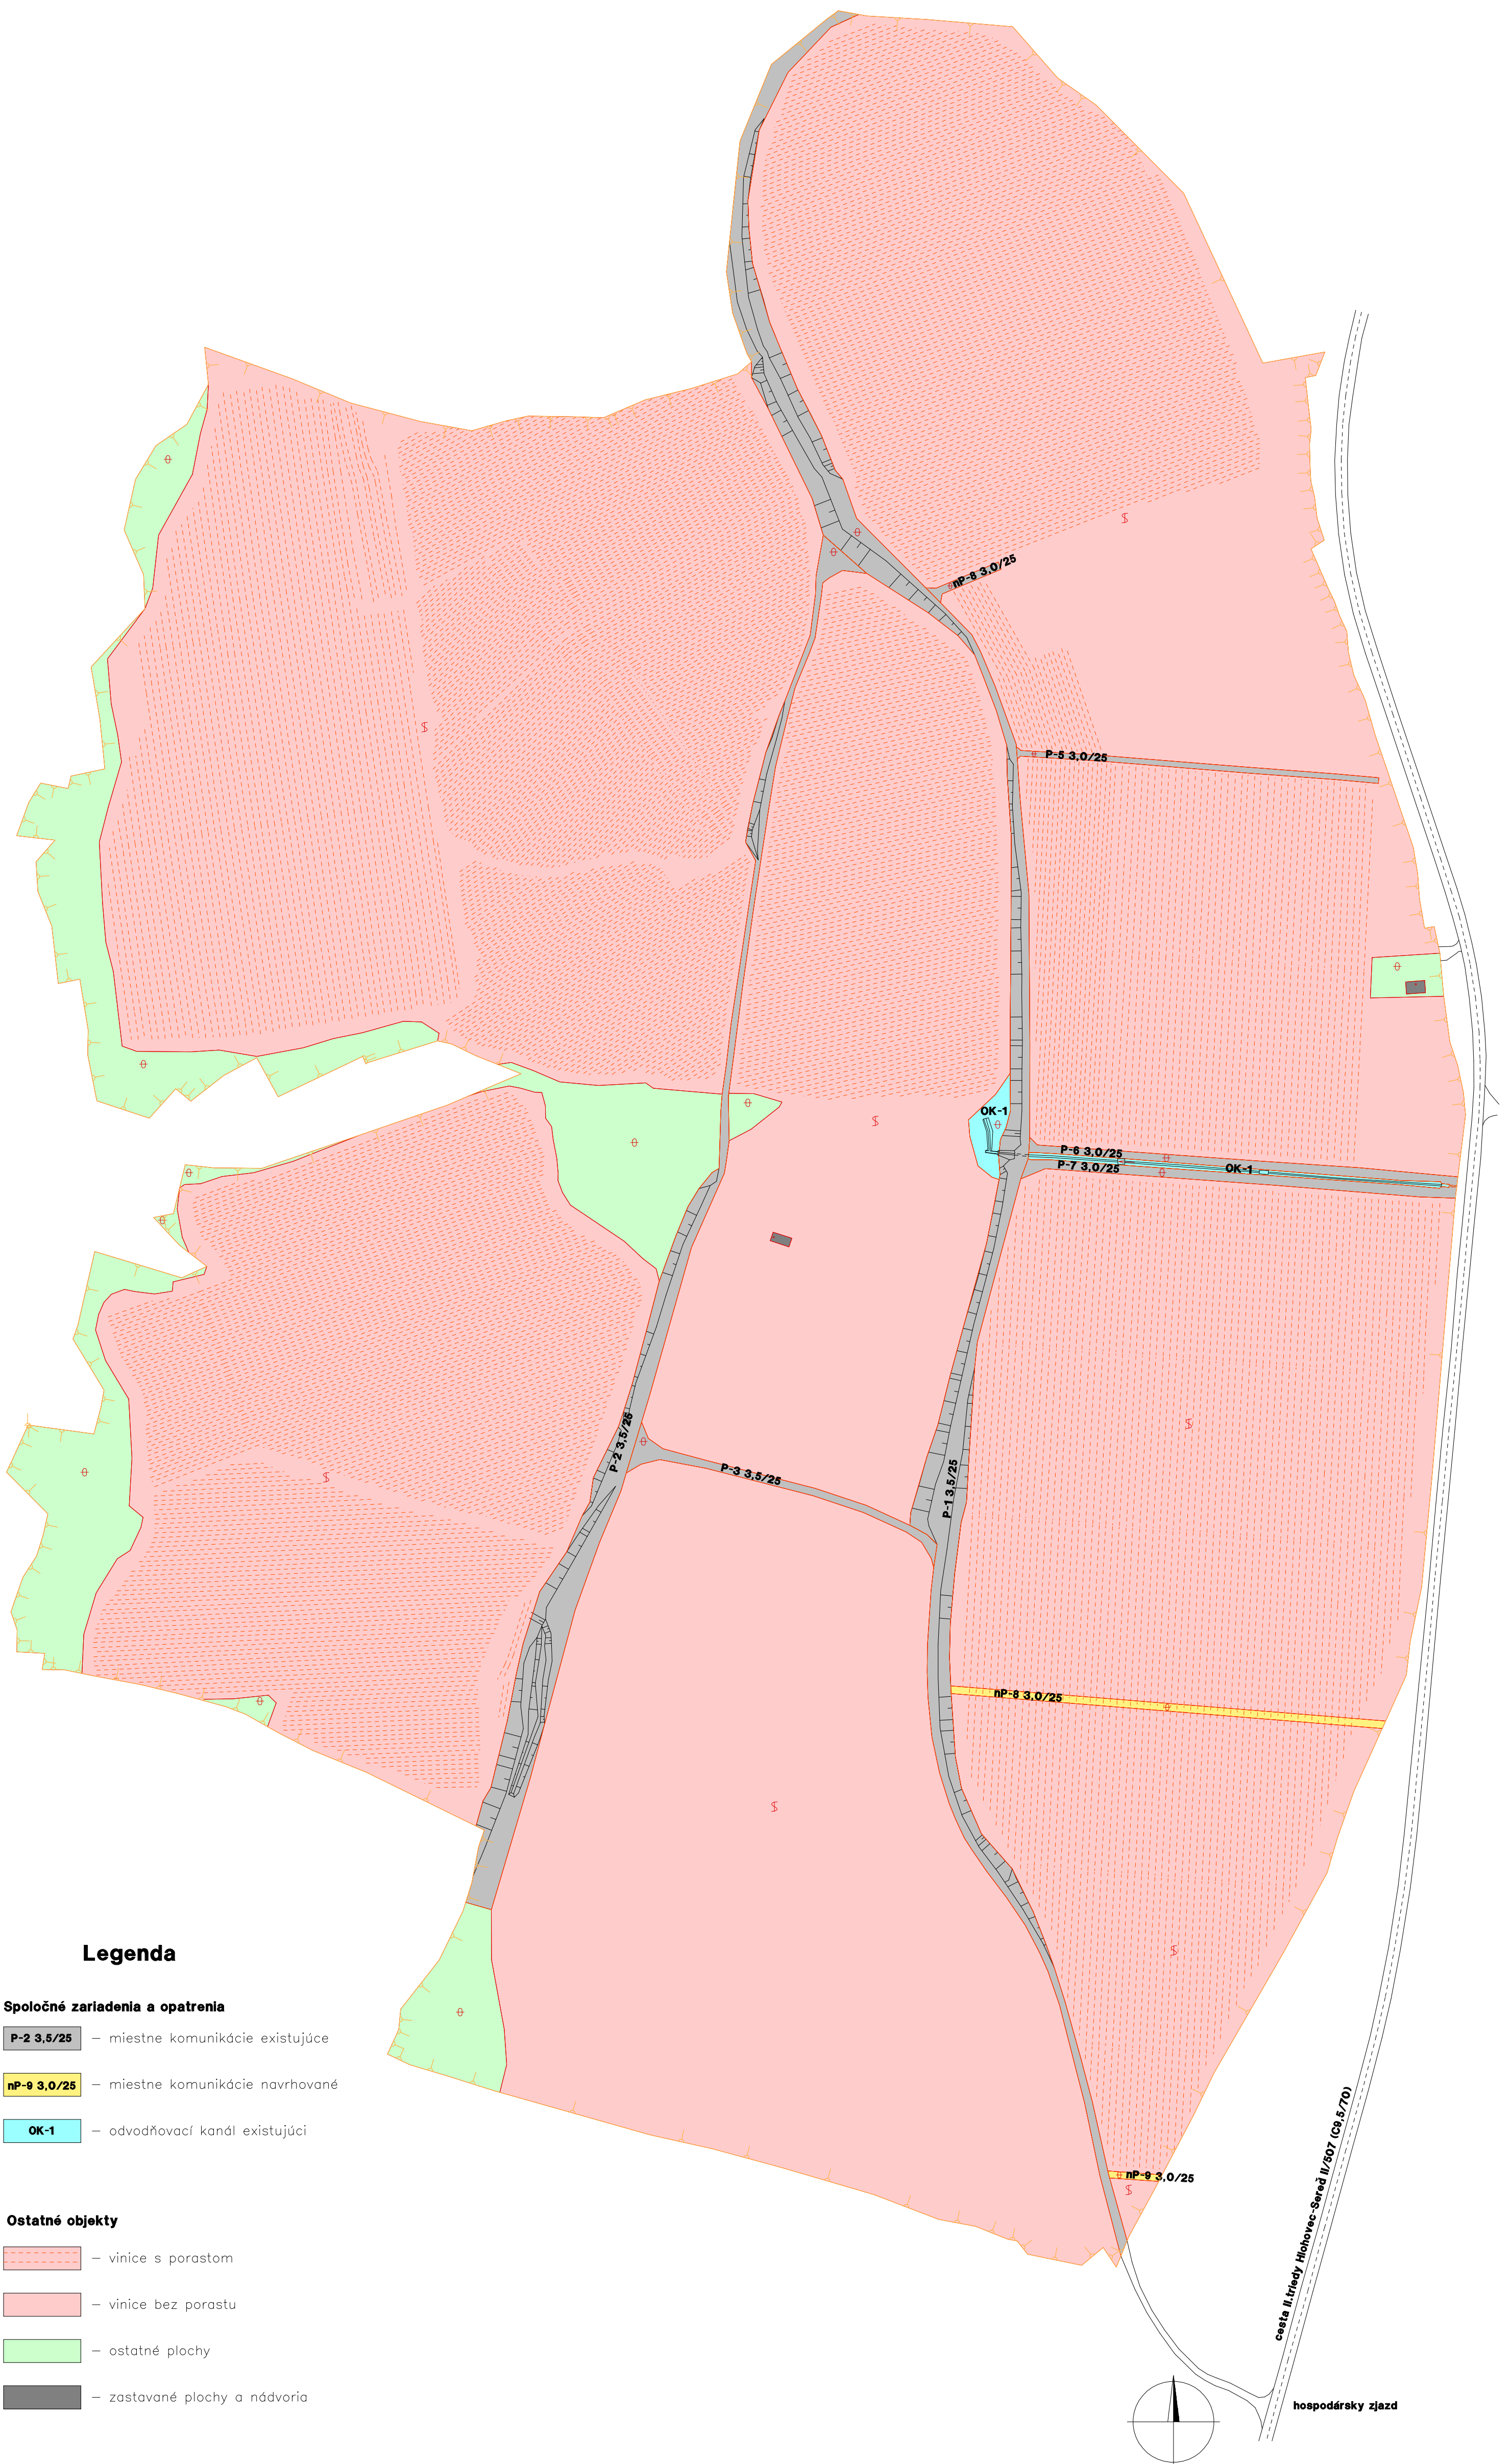 nP-8 3,0/25
P-5 3,0/25
OK-1
P-6 3,0/25
P-7 3,0/25
OK-1
P-2 3,5/25
P-3 3,5/25
P-1 3,5/25
nP-8 3,0/25
nP-9 3,0/25
cesta II.triedy Hlohovec-Sereď II/507 (C9.5/70)
hospodársky zjazd
Legenda
Spoločné zariadenia a opatrenia
P-2 3,5/25 – miestne komunikácie existujúce
nP-9 3,0/25 – miestne komunikácie navrhované
OK-1 – odvodňovací kanál existujúci
Ostatné objekty
– vinice s porastom
– vinice bez porastu
– ostatné plochy
– zastavané plochy a nádvoria